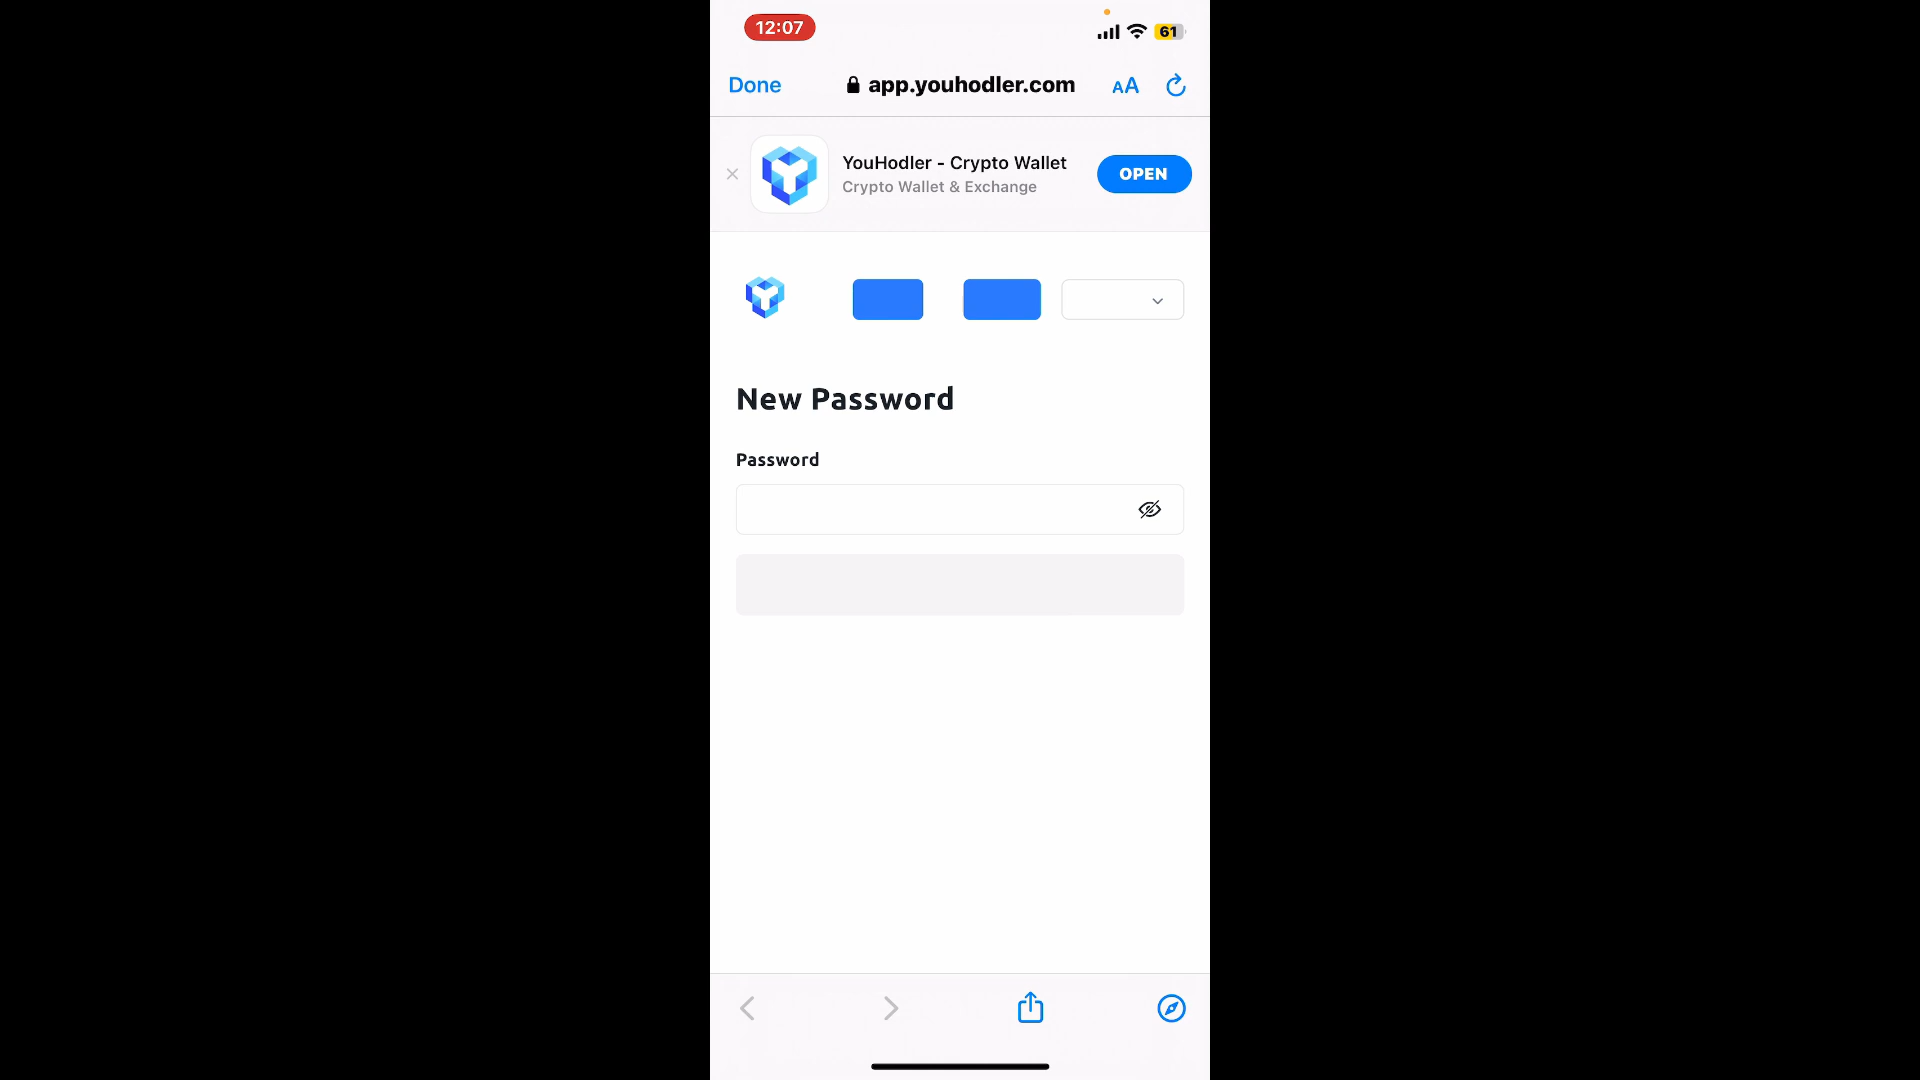 12:07
61
Done
app.youhodler.com
AA
YouHodler - Crypto Wallet
Crypto Wallet & Exchange
OPEN
New Password
Password